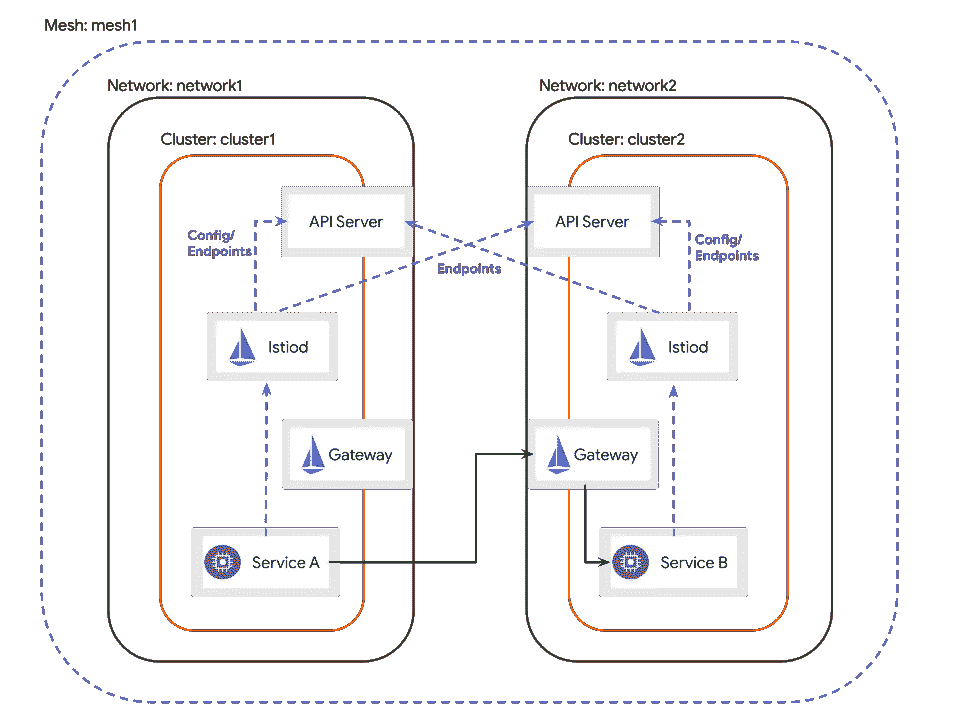 Mesh: mesh1
Network: network1
Network: network2
Cluster: cluster1
Cluster: cluster2
API Server
API Server
Config/
Endpoints
Config/
Endpoints
Endpoints
Istiod
Istiod
Gateway
Gateway
Service A
Service B